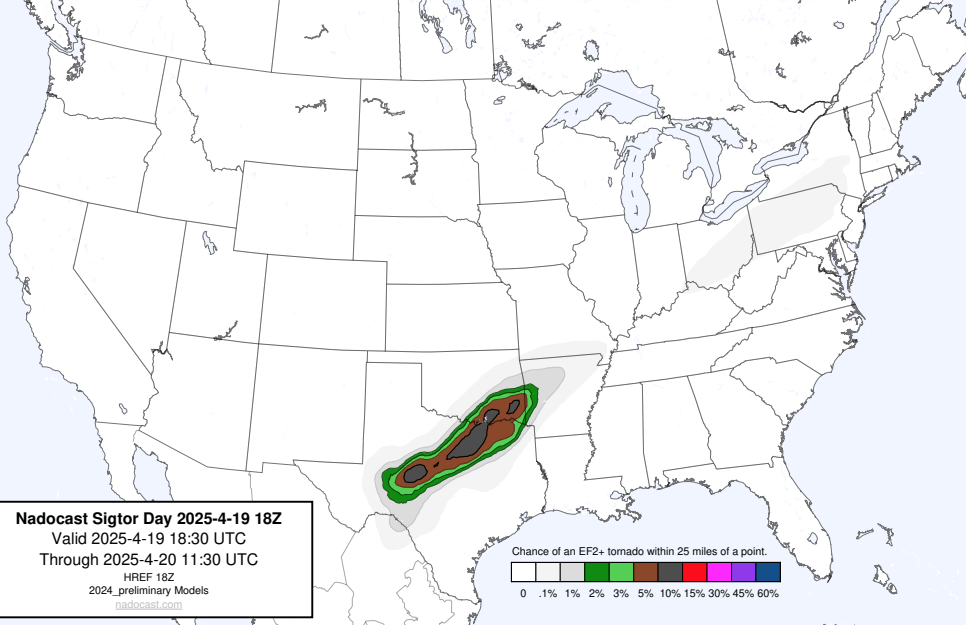 Nadocast Sigtor Day 2025-4-19 18Z
Valid 2025-4-19 18:30 UTC
Through 2025-4-20 11:30 UTC
HREF 18Z
2024_preliminary Models
nadocast.com
Chance of an EF2+ tornado within 25 miles of a point.
0 .1% 1% 2% 3% 5% 10% 15% 30% 45% 60%